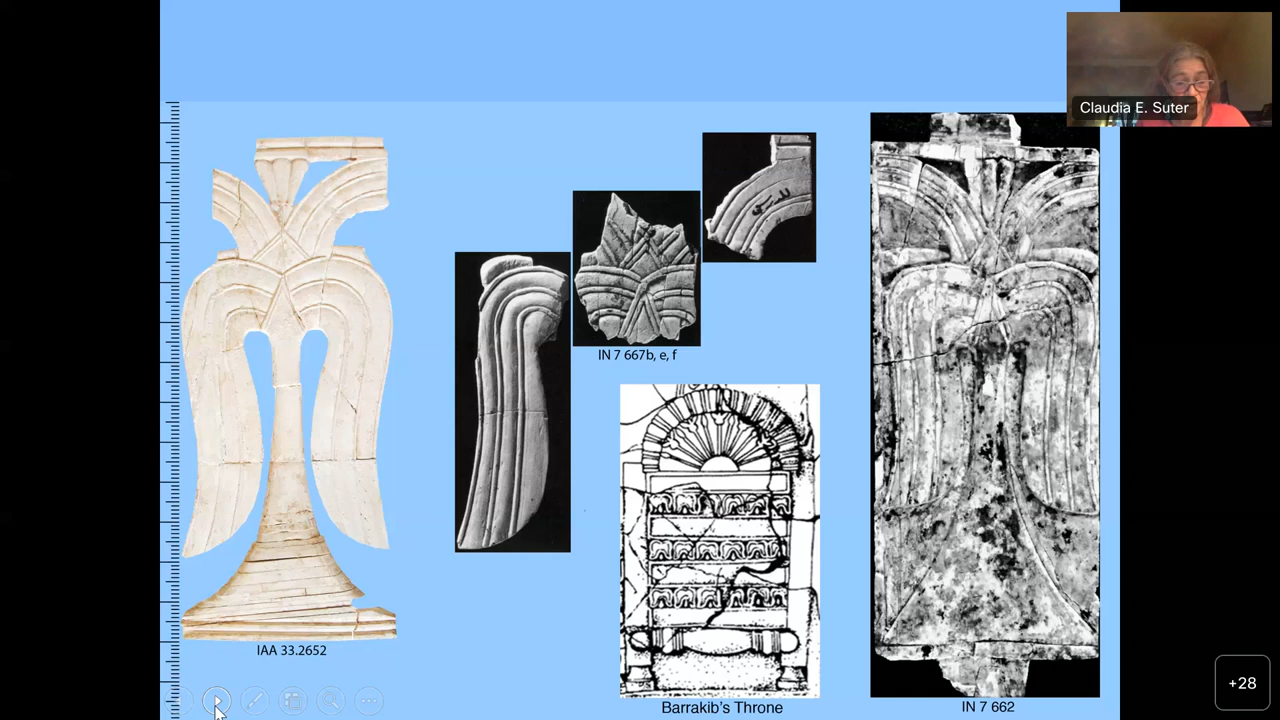 Claudia E. Suter
IN 7 667b, e, f
IAA 33.2652
Barrakib's Throne
IN 7 662
+28